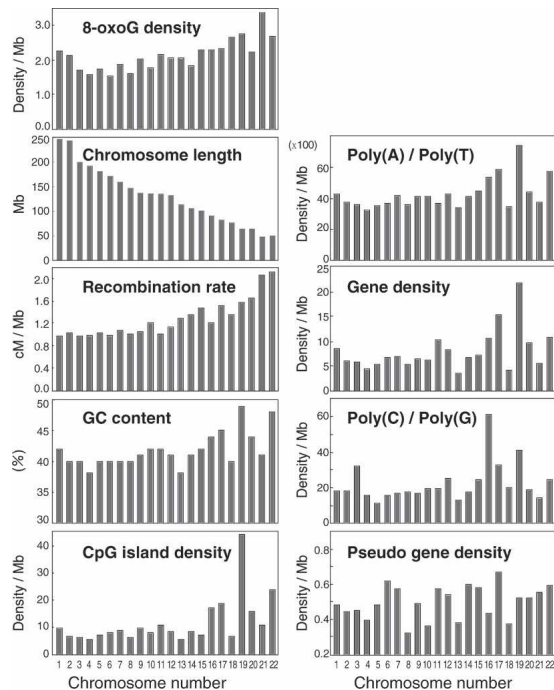 8-oxoG density
Density / Mb
3.0
2.0
1.0
0.0
Chromosome length
Mb
250
200
150
100
50
0
Recombination rate
cM / Mb
2.0
1.6
1.2
0.8
0.4
0.0
GC content
(%)
50
45
40
35
30
CpG island density
Density / Mb
40
30
20
10
0
1 2 3 4 5 6 7 8 9 10 11 12 13 14 15 16 17 18 19 20 21 22
Chromosome number
(×100)
Poly(A) / Poly(T)
Density / Mb
60
40
20
0
Gene density
Density / Mb
25
20
15
10
5
0
Poly(C) / Poly(G)
Density / Mb
60
40
20
0
Pseudo gene density
Density / Mb
0.8
0.6
0.4
0.2
1 2 3 4 5 6 7 8 9 10 11 12 13 14 15 16 17 18 19 20 21 22
Chromosome number